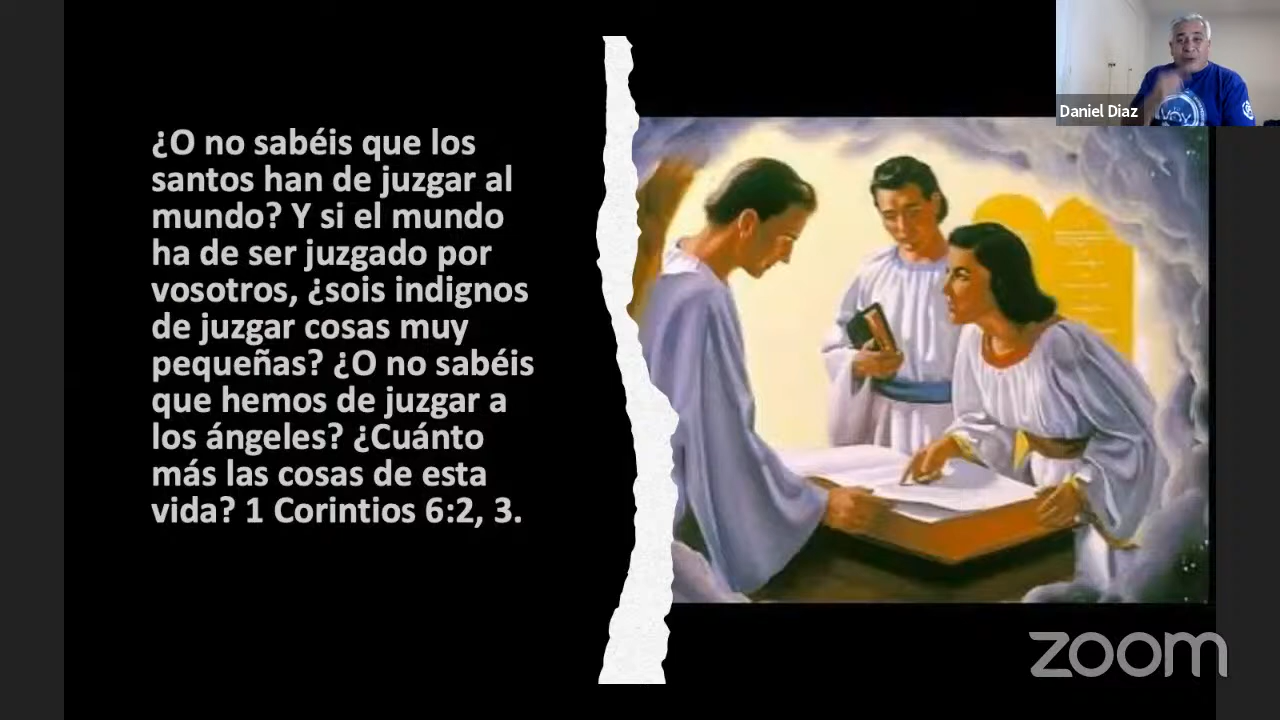 ¿O no sabéis que los
santos han de juzgar al
mundo? Y si el mundo
ha de ser juzgado por
vosotros, ¿sois indignos
de juzgar cosas muy
pequeñas? ¿O no sabéis
que hemos de juzgar a
los ángeles? ¿Cuánto
más las cosas de esta
vida? 1 Corintios 6:2, 3.
Daniel Diaz
VOY
zoom